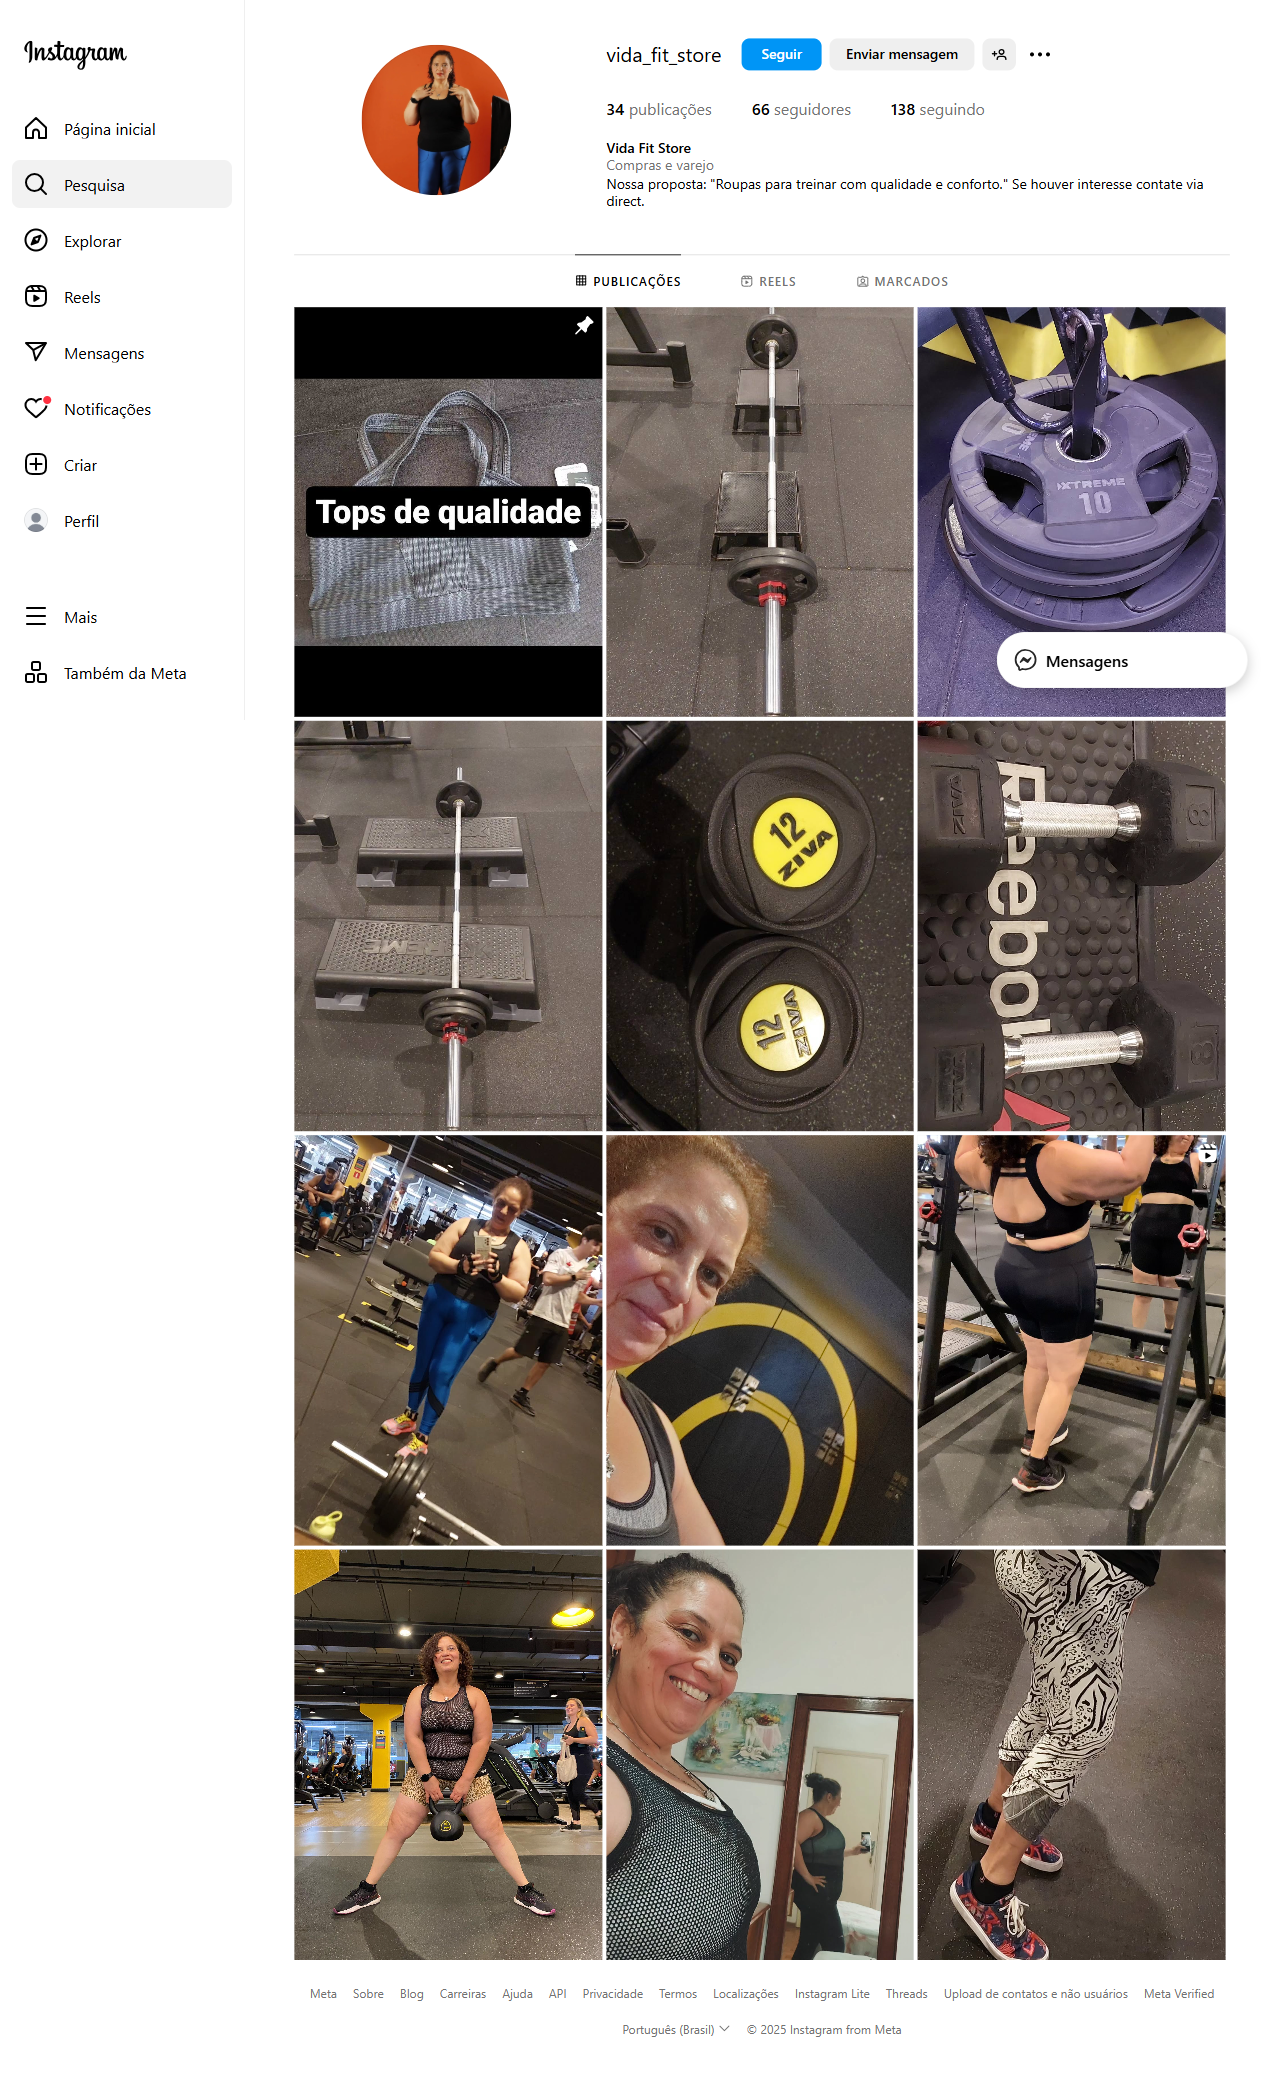 Instagram
Página inicial
Pesquisa
Explorar
Reels
Mensagens
Notificações
Criar
Perfil
Mais
Também da Meta
vida_fit_store
Seguir
Enviar mensagem
34 publicações
66 seguidores
138 seguindo
Vida Fit Store
Compras e varejo
Nossa proposta: "Roupas para treinar com qualidade e conforto." Se houver interesse contate via
direct.
PUBLICAÇÕES
REELS
MARCADOS
Tops de qualidade
XTREME
10
Mensagens
12
ZIVA
12
ZIVA
ZIVA
8
Reebok
8
Meta
Sobre
Blog
Carreiras
Ajuda
API
Privacidade
Termos
Localizações
Instagram Lite
Threads
Upload de contatos e não usuários
Meta Verified
Português (Brasil)
© 2025 Instagram from Meta